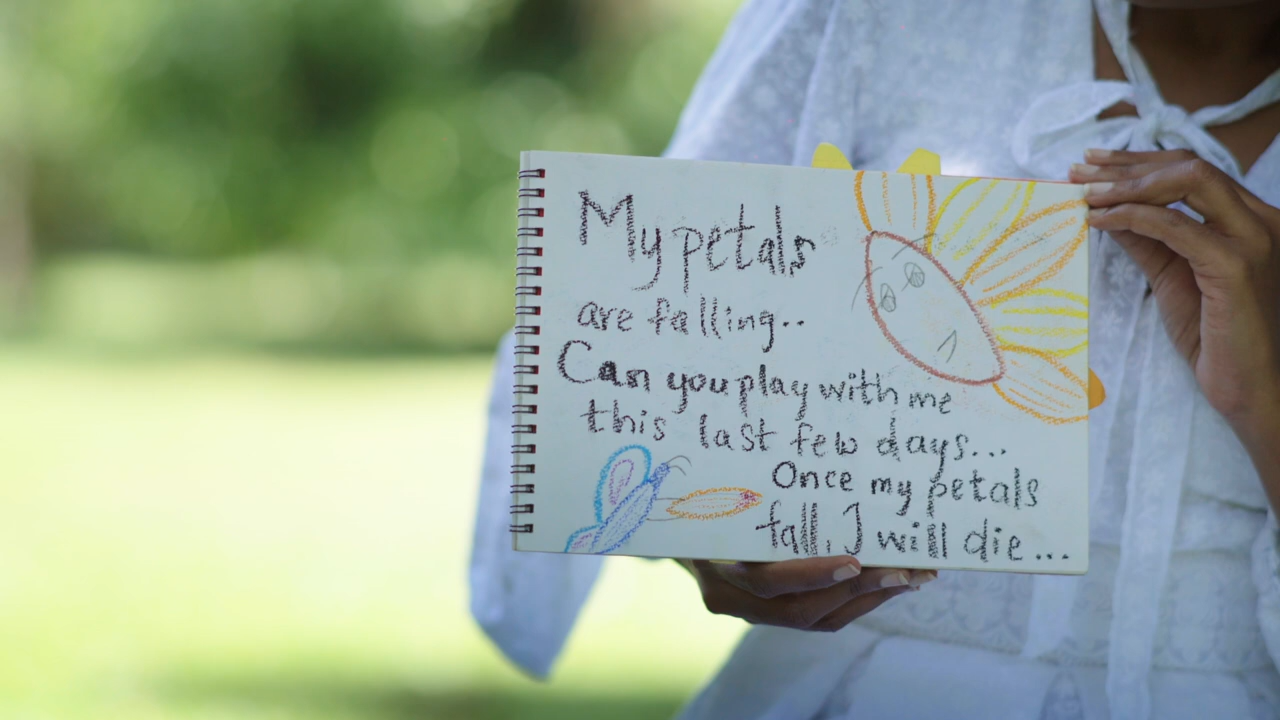 My petals
are falling..
Can you play with me
this last few days...
Once my petals
fall, I will die...